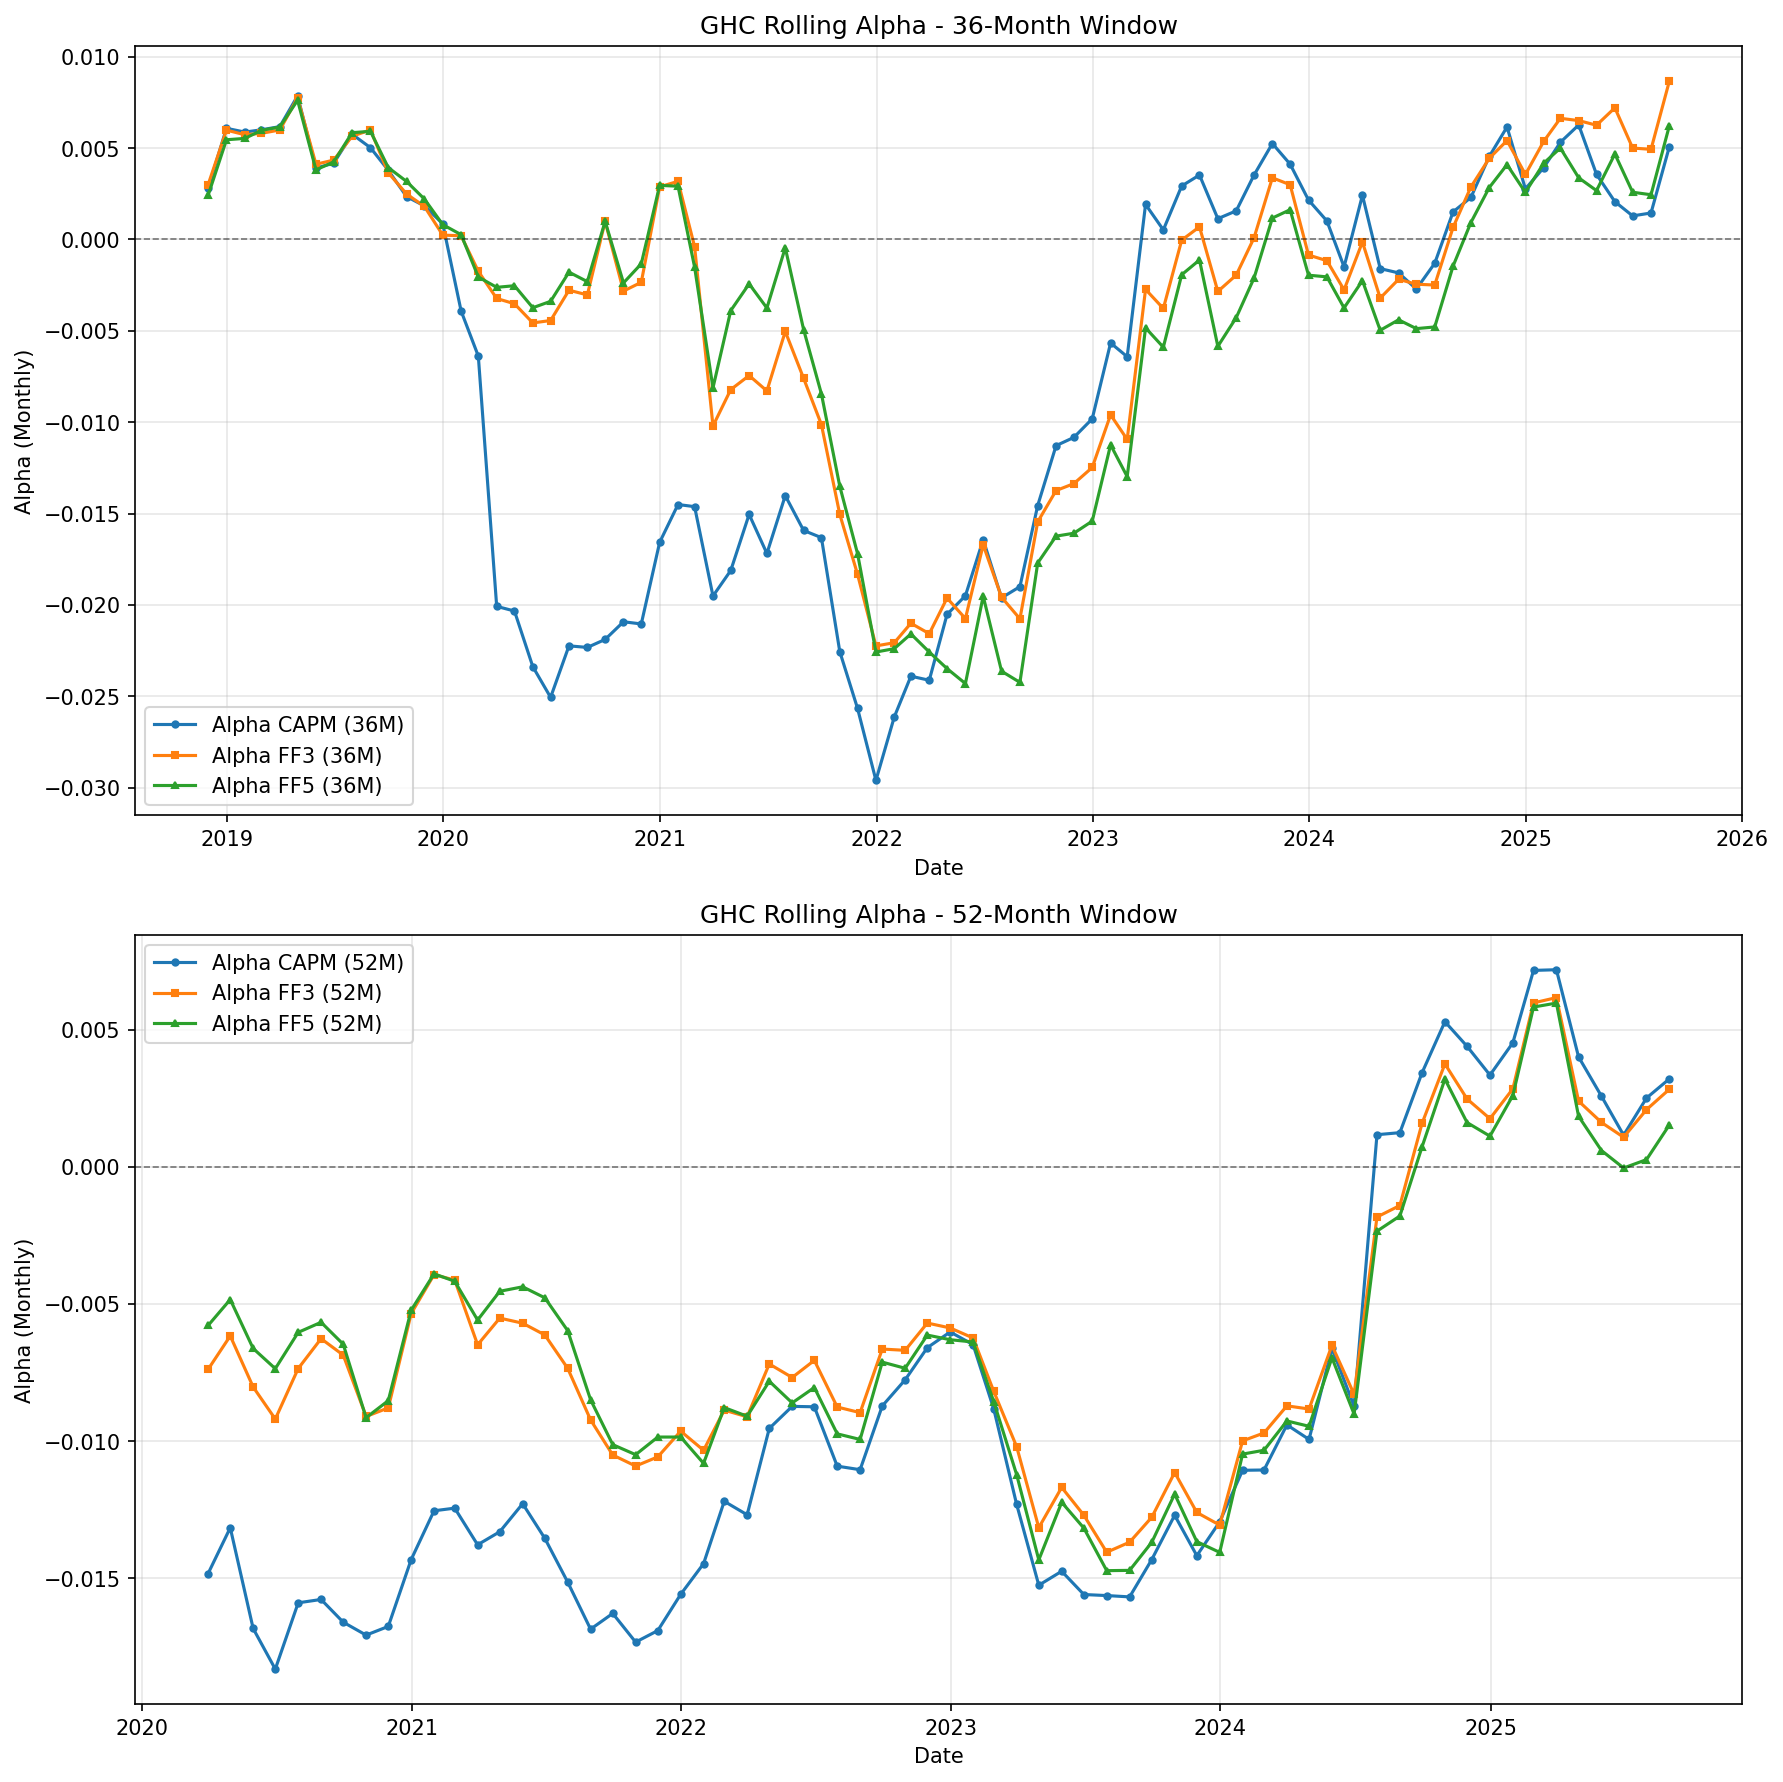 GHC Rolling Alpha - 36-Month Window
0.010
0.005
0.000
−0.005
−0.010
−0.015
−0.020
−0.025
−0.030
Alpha (Monthly)
Alpha CAPM (36M)
Alpha FF3 (36M)
Alpha FF5 (36M)
2019 2020 2021 2022 2023 2024 2025 2026
Date
GHC Rolling Alpha - 52-Month Window
Alpha CAPM (52M)
Alpha FF3 (52M)
Alpha FF5 (52M)
0.005
0.000
−0.005
−0.010
−0.015
Alpha (Monthly)
2020 2021 2022 2023 2024 2025
Date